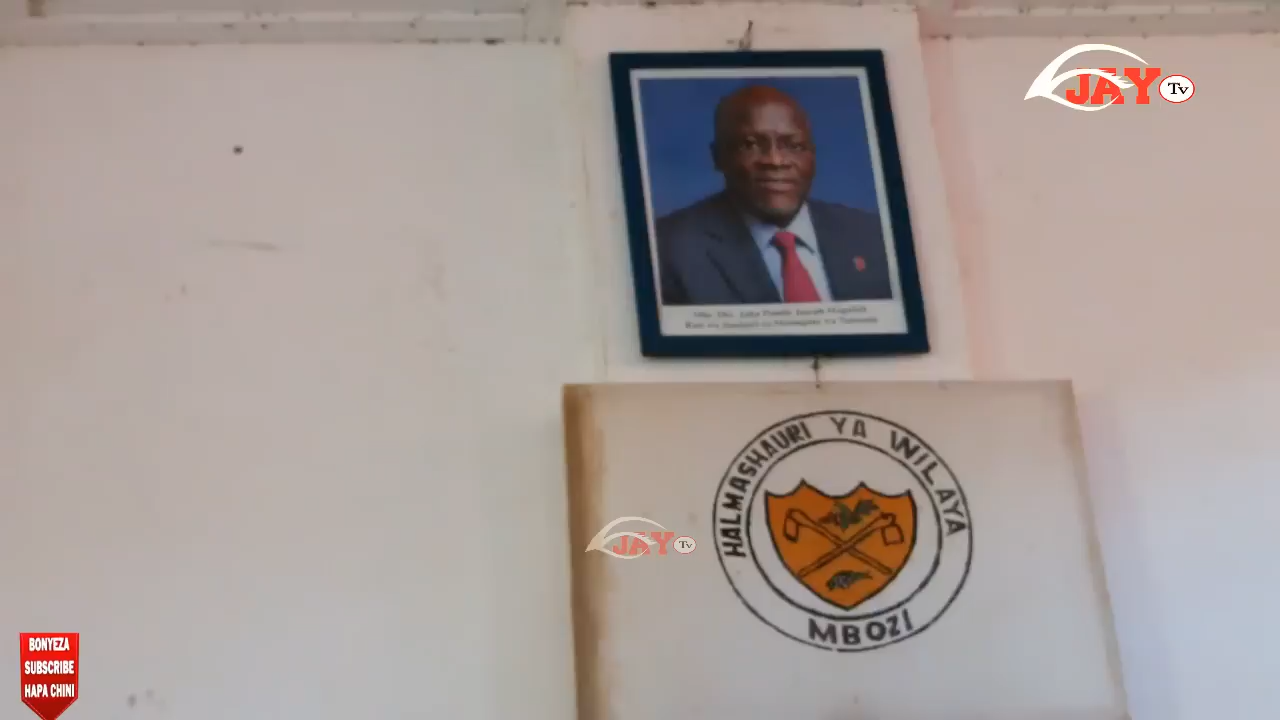 JAY Tv
HALMASHAURI YA WILAYA
MBOZI
JAY Tv
BONYEZA
SUBSCRIBE
HAPA CHINI